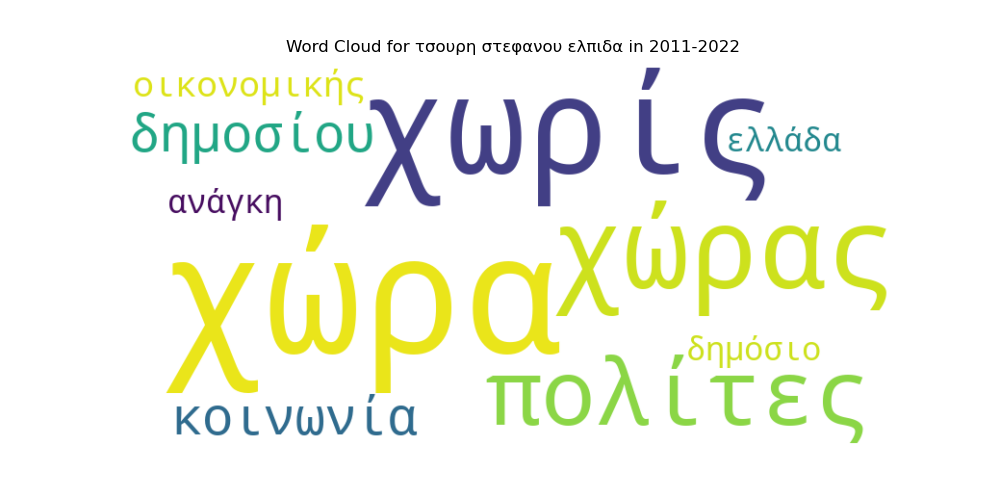 Word Cloud for τσουρη στεφανου ελπιδα in 2011-2022
οικονομικής
χωρίς
δημοσίου
ελλάδα
ανάγκη
χώρας
χώρα
δημόσιο
πολίτες
κοινωνία